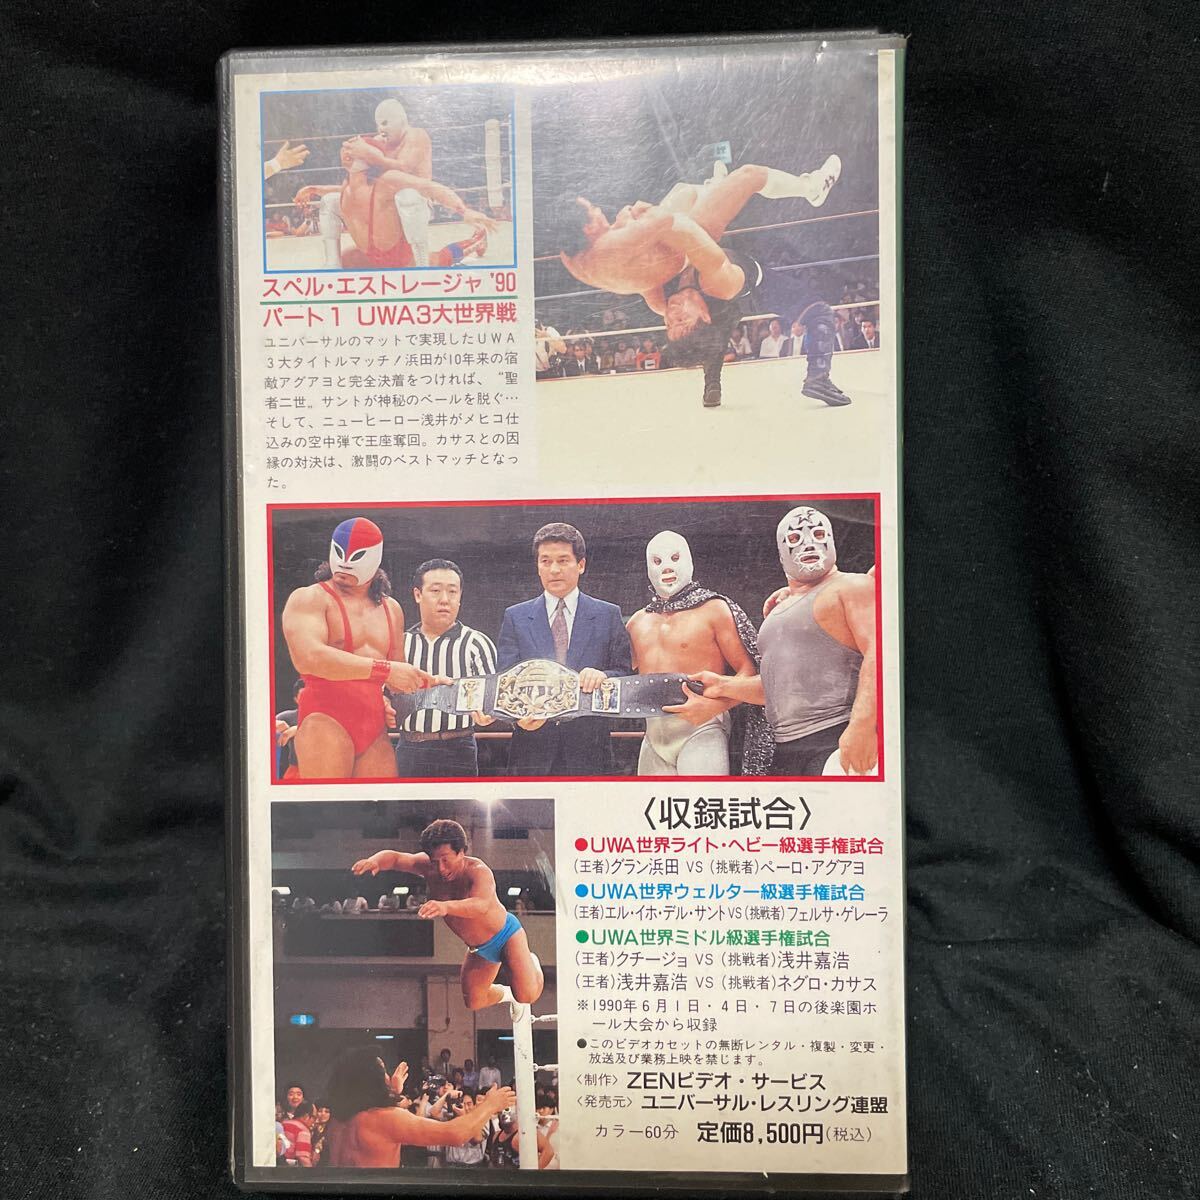 スペル・エストレージャ '90
パート1 UWA3大世界戦
ユニバーサルのマットで実現したUWA
3大タイトルマッチ!浜田が10年来の宿
敵アグアヨと完全決着をつければ、“聖
者二世„サントが神秘のベールを脱ぐ…
そして、ニューヒーロー浅井がメヒコ仕
込みの空中弾で王座奪回。カサスとの因
縁の対決は、激闘のベストマッチとなっ
た。
〈収録試合〉
●UWA世界ライト・ヘビー級選手権試合
(王者)グラン浜田 VS (挑戦者)ペーロ・アグアヨ
●UWA世界ウェルター級選手権試合
(王者)エル・イホ・デル・サントVS(挑戦者)フェルサ・ゲレーラ
●UWA世界ミドル級選手権試合
(王者)クチージョ VS (挑戦者)浅井嘉浩
(王者)浅井嘉浩 VS (挑戦者)ネグロ・カサス
※1990年6月1日・4日・7日の後楽園ホ
ール大会から収録
●このビデオカセットの無断レンタル・複製・変更・
放送及び業務上映を禁じます。
〈制作〉 ZENビデオ・サービス
〈発売元〉 ユニバーサル・レスリング連盟
カラー60分 定価8,500円(税込)